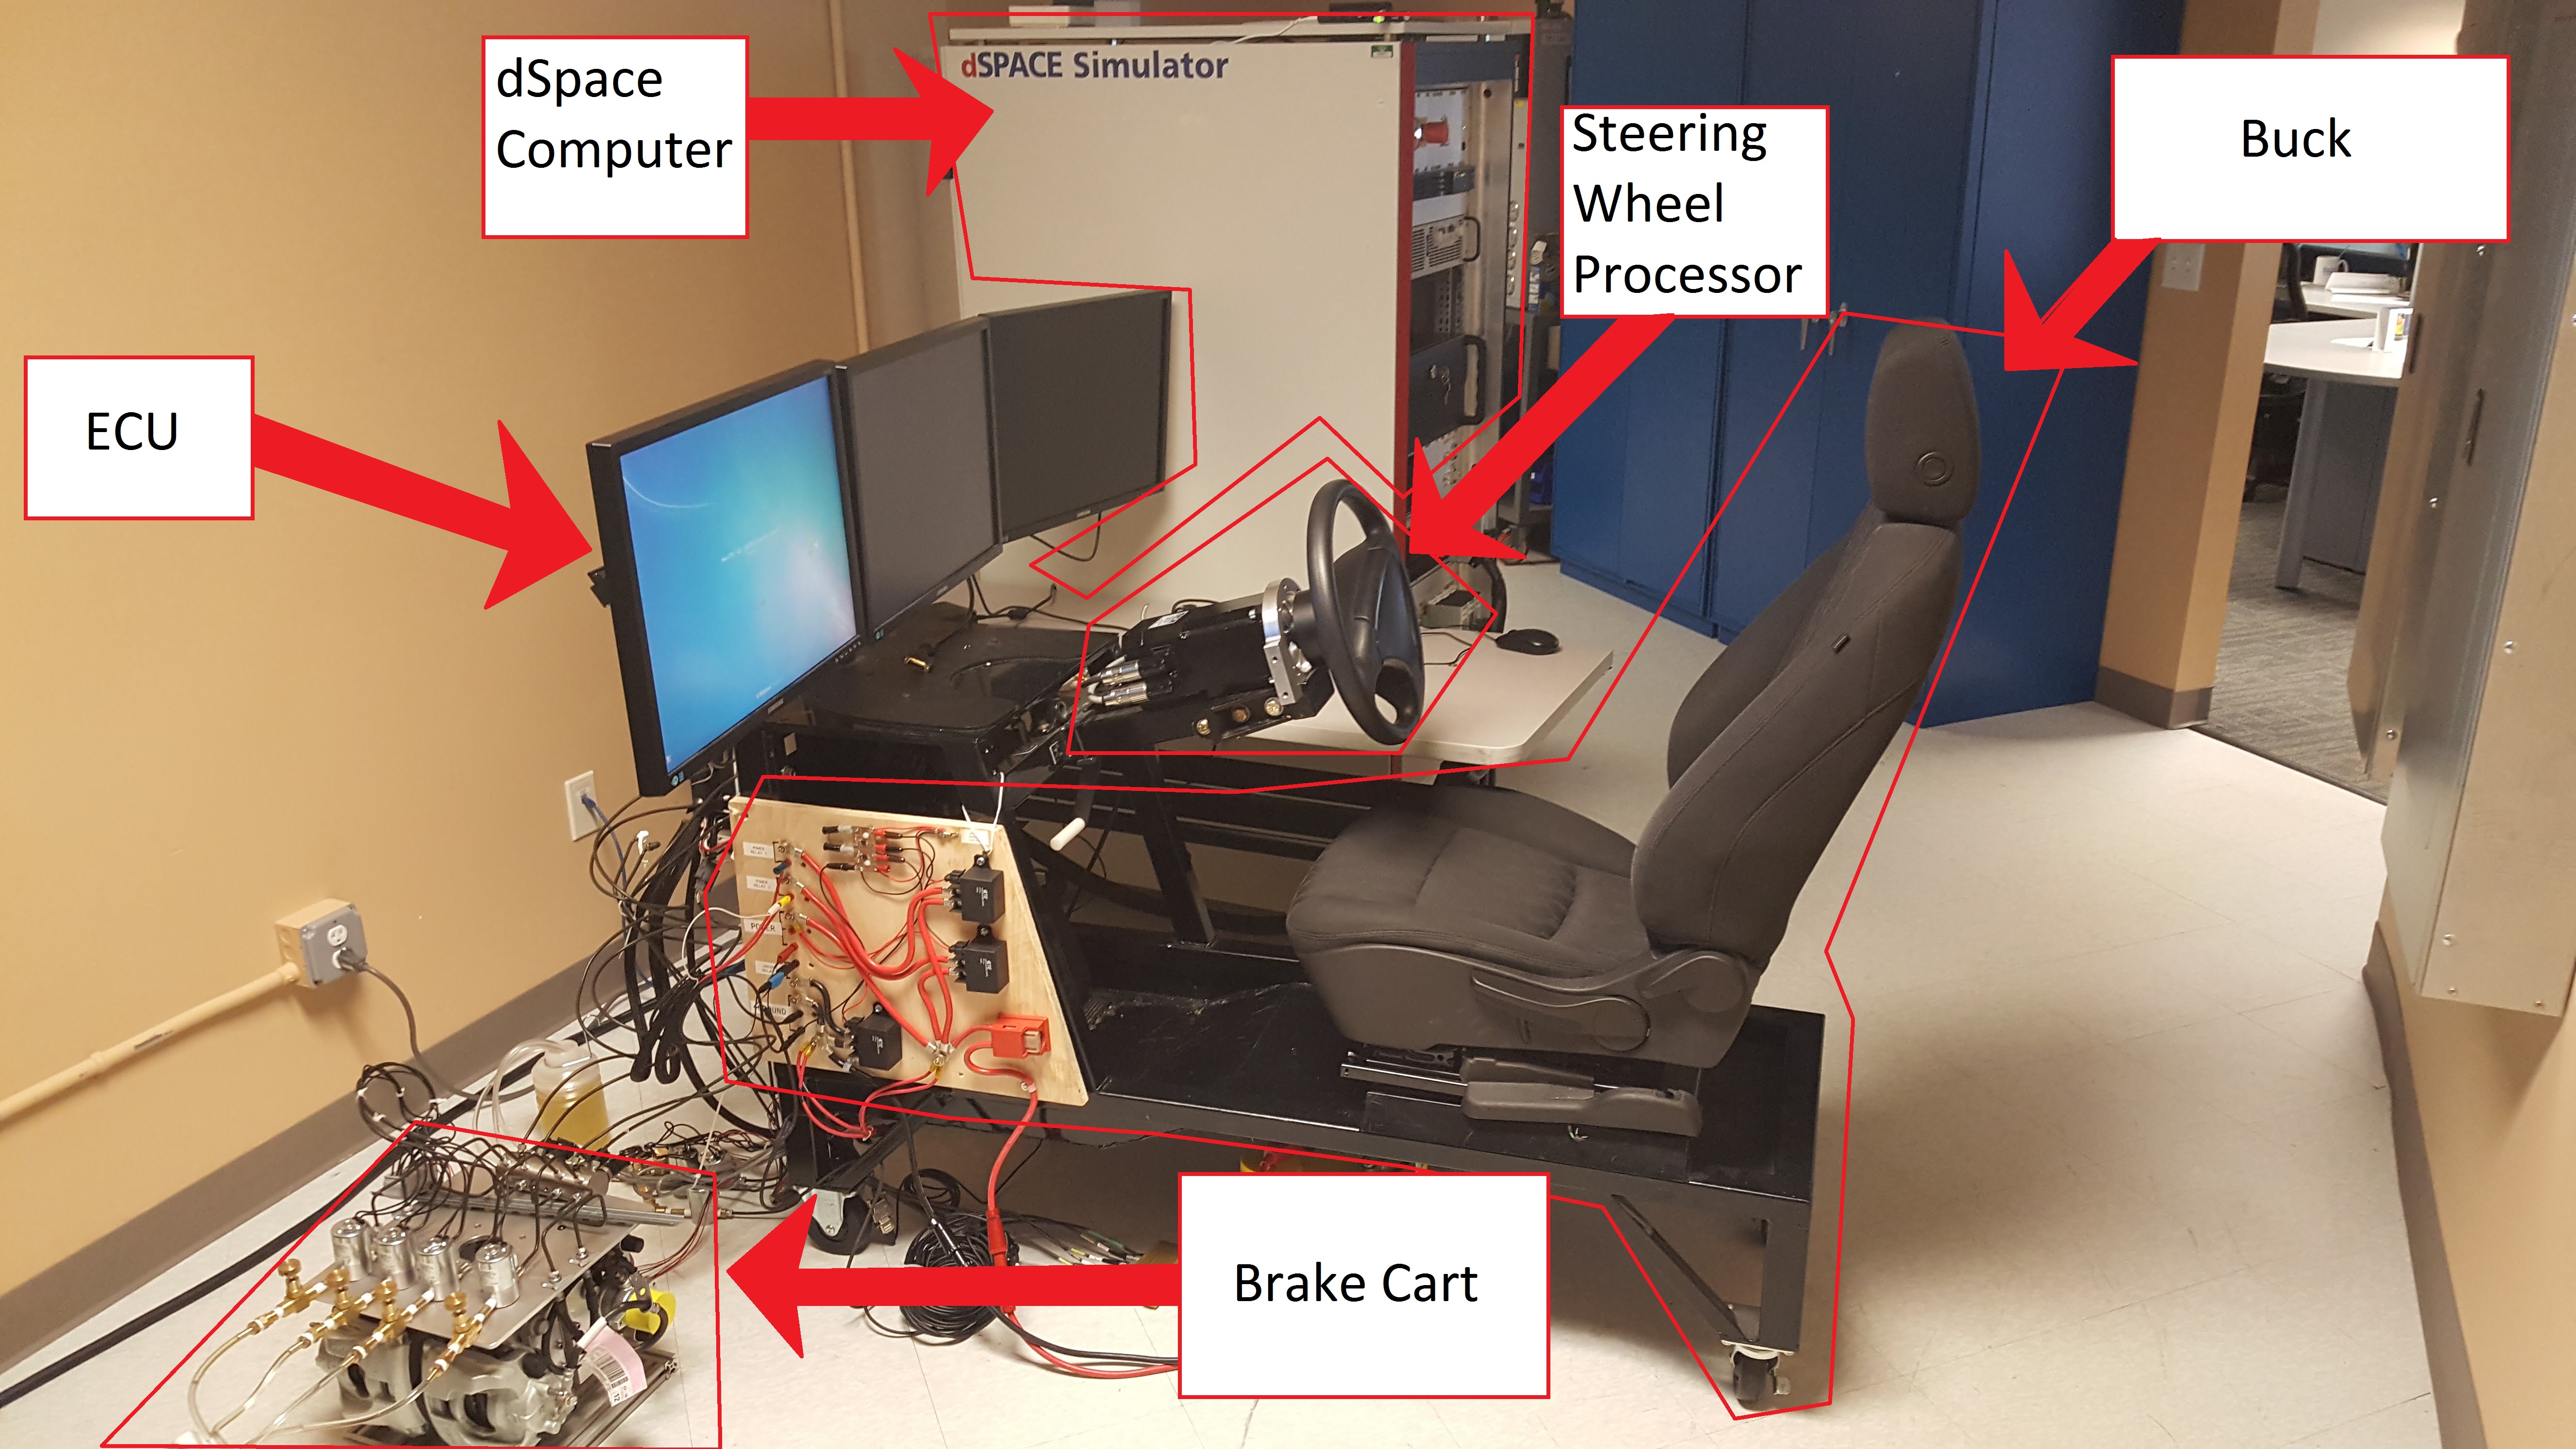 dSpace
Computer
dSPACE Simulator
Steering
Wheel
Processor
Buck
ECU
POWER
Brake Cart